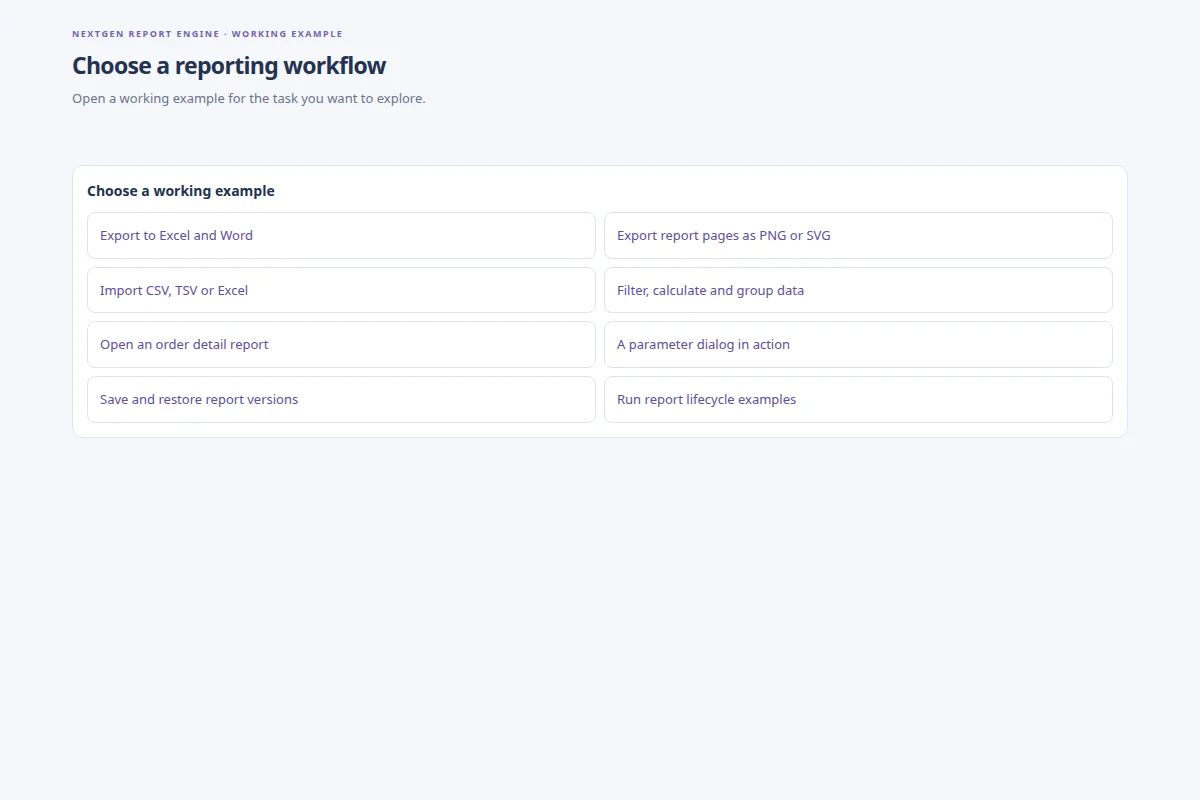 NEXTGEN REPORT ENGINE · WORKING EXAMPLE
Choose a reporting workflow
Open a working example for the task you want to explore.
Choose a working example
Export to Excel and Word
Export report pages as PNG or SVG
Import CSV, TSV or Excel
Filter, calculate and group data
Open an order detail report
A parameter dialog in action
Save and restore report versions
Run report lifecycle examples